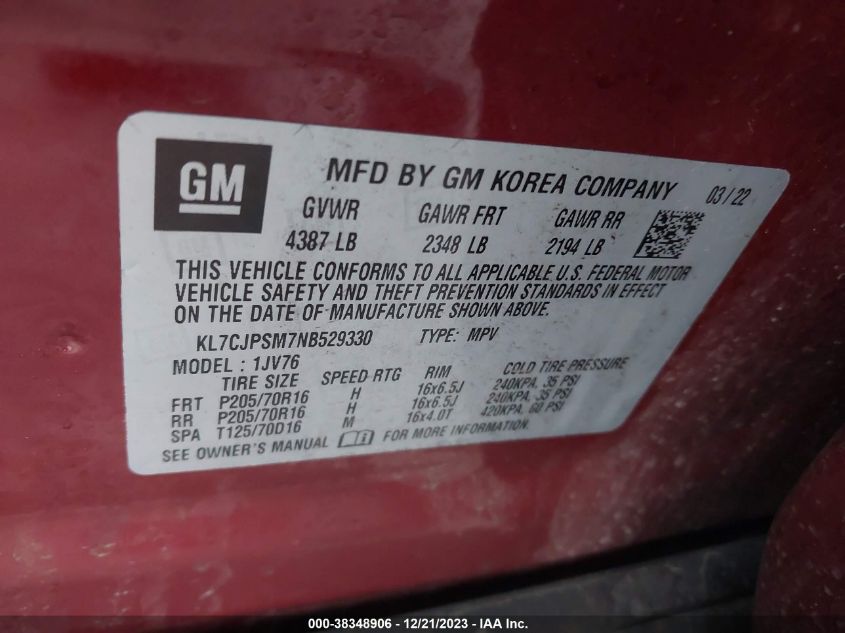 GM
MFD BY GM KOREA COMPANY 03/22
GVWR GAWR FRT GAWR RR
4387 LB 2348 LB 2194 LB
THIS VEHICLE CONFORMS TO ALL APPLICABLE U.S. FEDERAL MOTOR
VEHICLE SAFETY AND THEFT PREVENTION STANDARDS IN EFFECT
ON THE DATE OF MANUFACTURE SHOWN ABOVE.
KL7CJPSM7NB529330 TYPE: MPV
MODEL : 1JV76
TIRE SIZE SPEED RTG RIM COLD TIRE PRESSURE
FRT P205/70R16 H 16x6.5J 240KPA, 35 PSI
RR P205/70R16 H 16x6.5J 240KPA, 35 PSI
SPA T125/70D16 M 16x4.0T 420KPA, 60 PSI
SEE OWNER'S MANUAL FOR MORE INFORMATION.
000-38348906 - 12/21/2023 - IAA Inc.